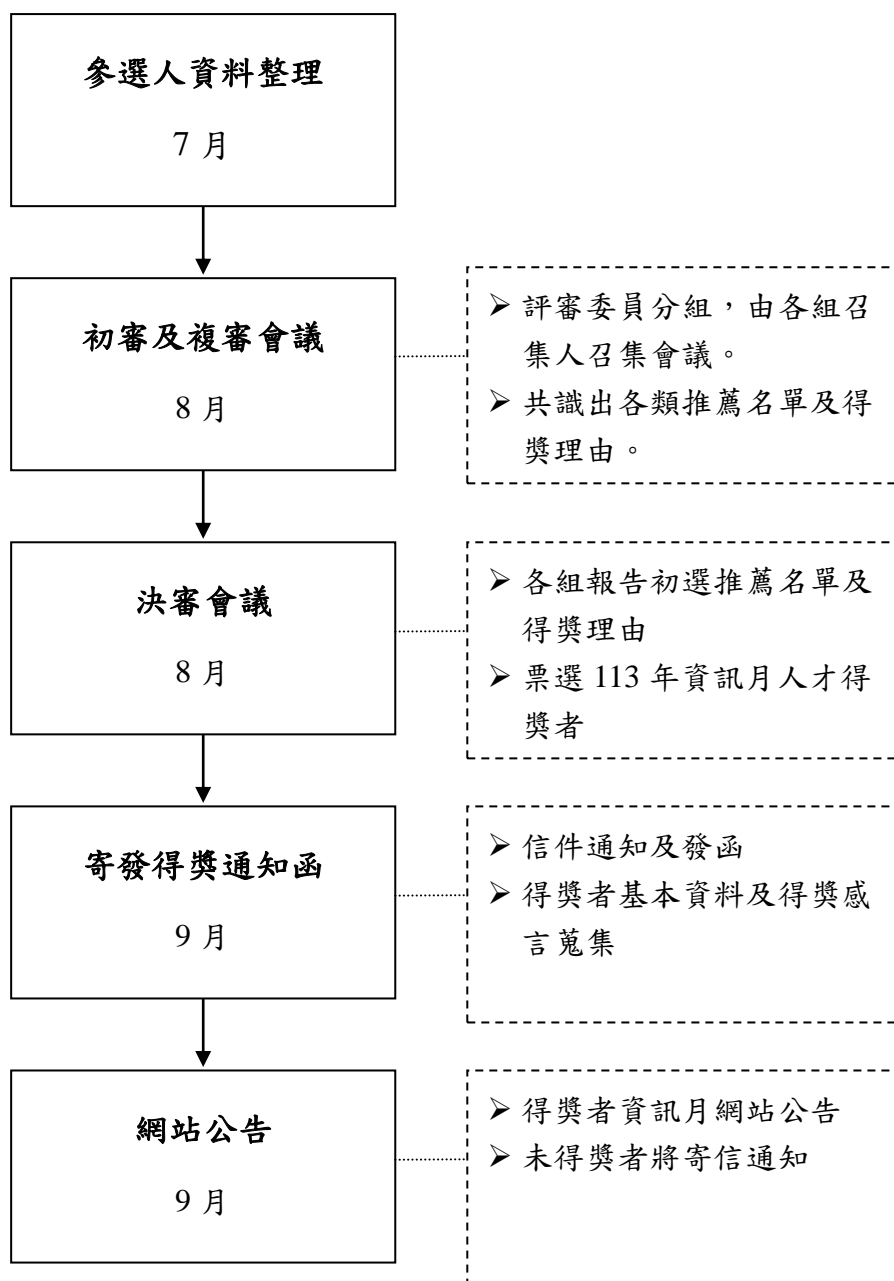 參選人資料整理
7 月
初審及複審會議
8 月
➢ 評審委員分組，由各組召
集人召集會議。
➢ 共識出各類推薦名單及得
獎理由。
決審會議
8 月
➢ 各組報告初選推薦名單及
得獎理由
➢ 票選 113 年資訊月人才得
獎者
寄發得獎通知函
9 月
➢ 信件通知及發函
➢ 得獎者基本資料及得獎感
言蒐集
網站公告
9 月
➢ 得獎者資訊月網站公告
➢ 未得獎者將寄信通知